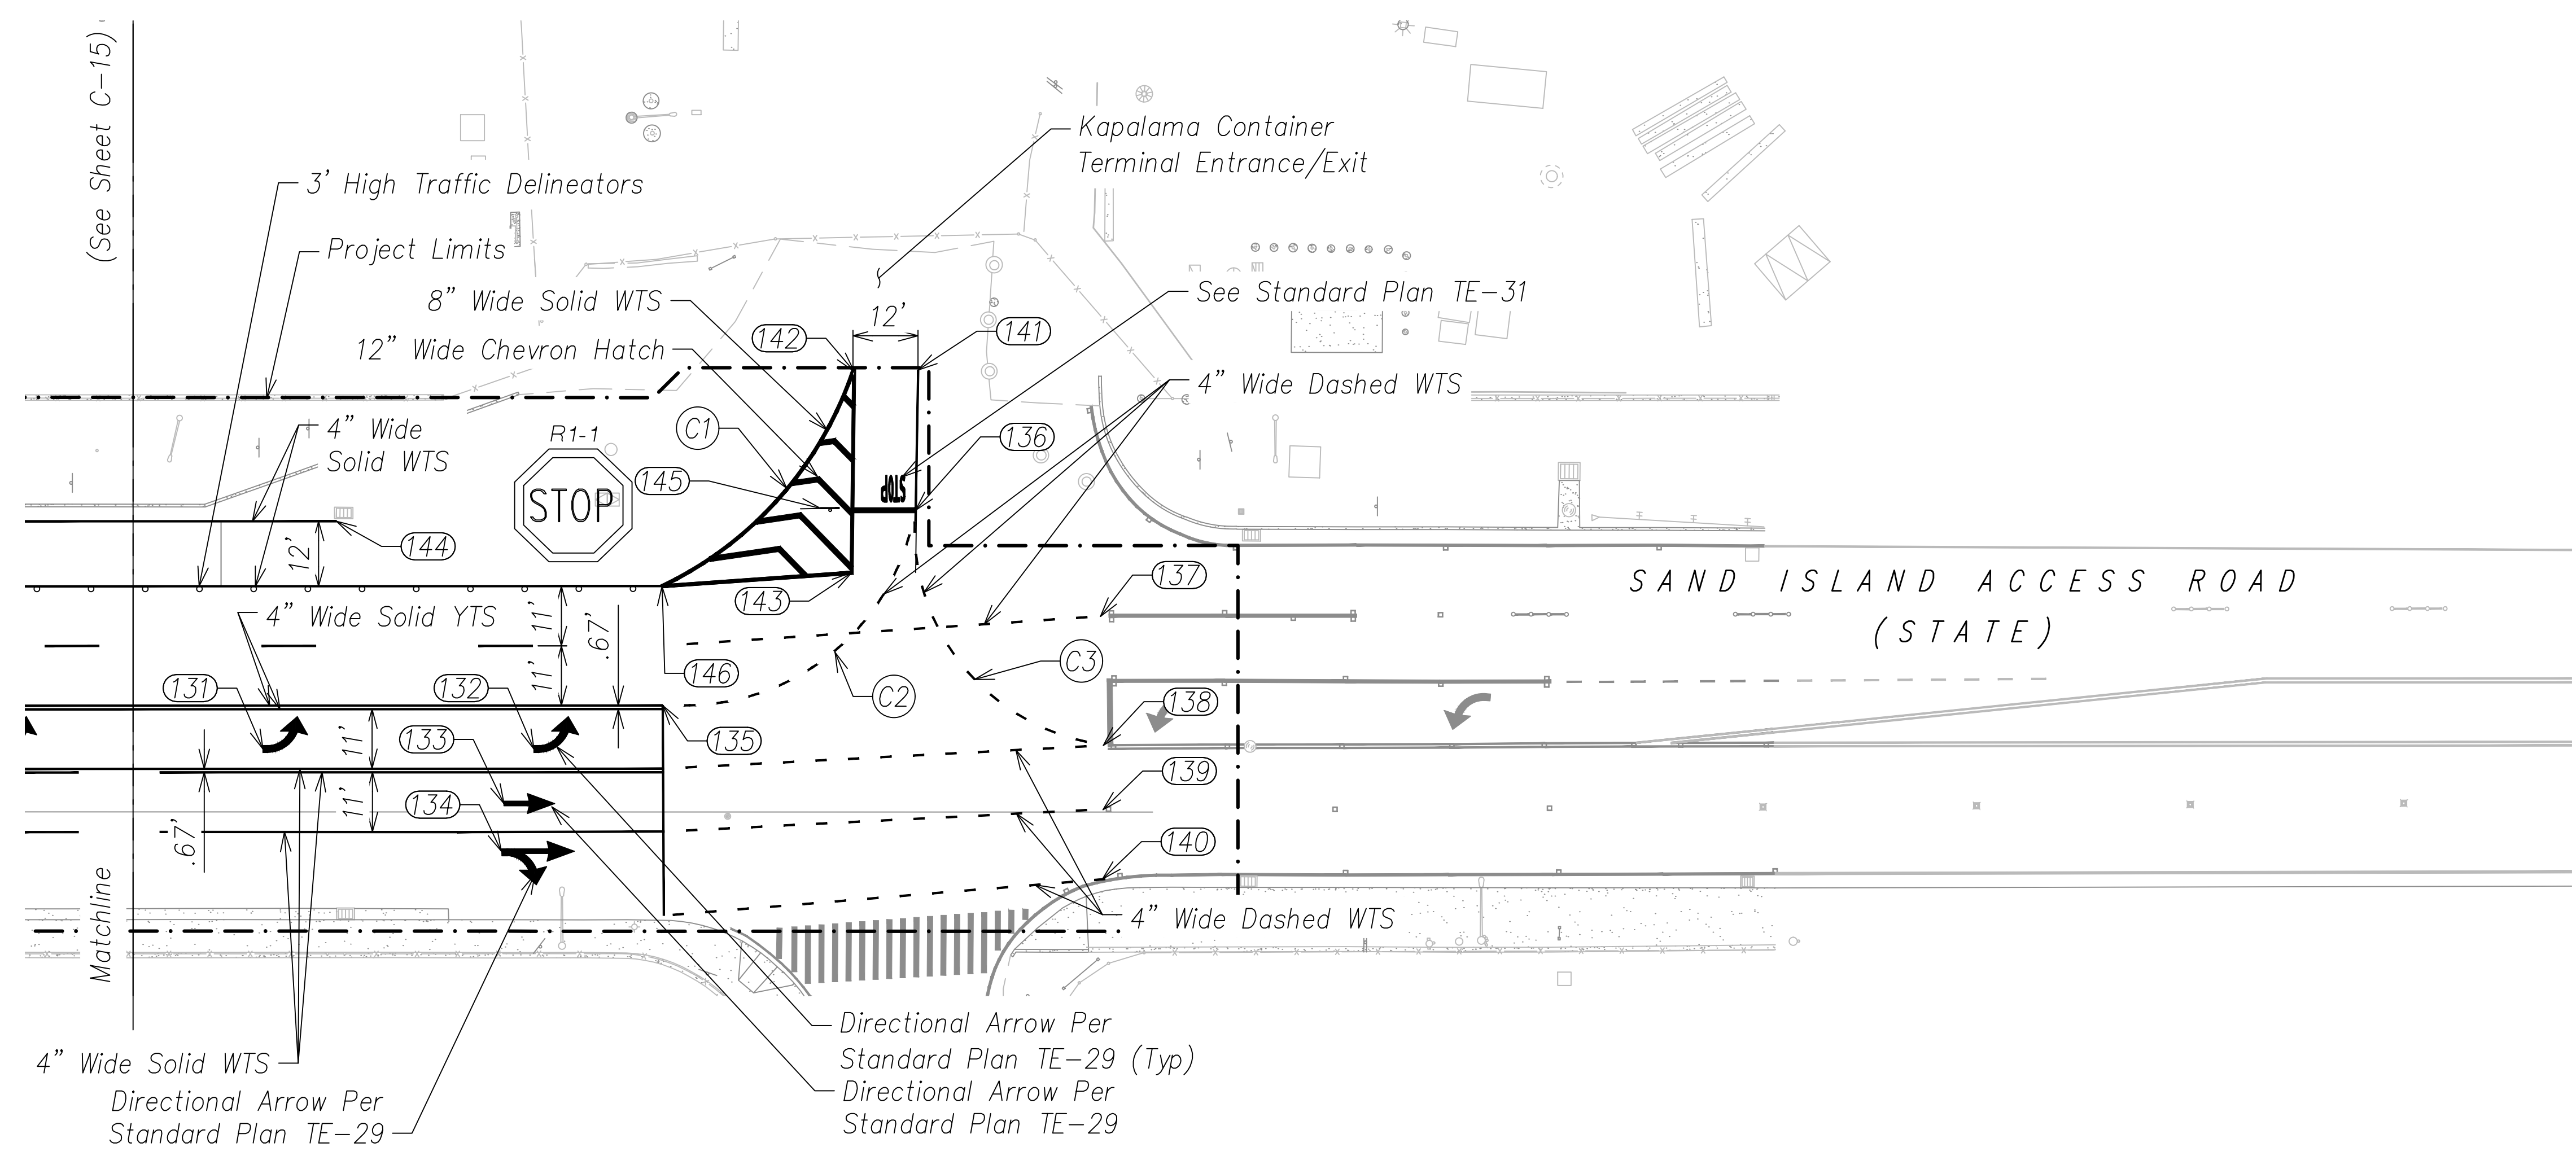 (See Sheet C-15)
Kapalama Container
Terminal Entrance/Exit
3' High Traffic Delineators
Project Limits
8" Wide Solid WTS
See Standard Plan TE-31
12'
142
141
12" Wide Chevron Hatch
4" Wide Dashed WTS
4" Wide
Solid WTS
R1-1
C1
136
STOP
145
STOP
144
12'
137
SAND ISLAND ACCESS ROAD
(STATE)
143
4" Wide Solid YTS
11'
.67'
11'
146
C3
C2
131
132
138
135
133
11'
139
134
11'
.67'
140
4" Wide Dashed WTS
Matchline
Directional Arrow Per
Standard Plan TE-29 (Typ)
4" Wide Solid WTS
Directional Arrow Per
Standard Plan TE-29
Directional Arrow Per
Standard Plan TE-29